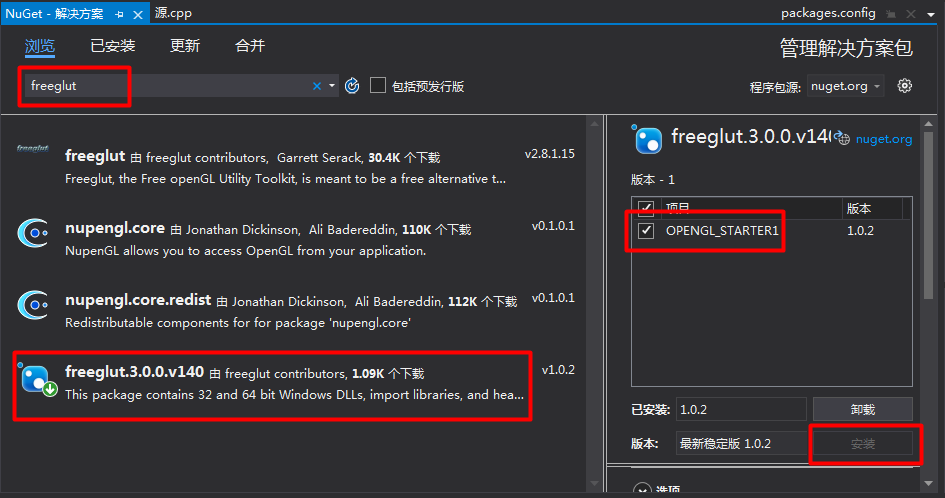 NuGet - 解决方案 源.cpp packages.config
浏览 已安装 更新 合并
管理解决方案包
freeglut
包括预发行版
程序包源: nuget.org
freeglut
freeglut 由 freeglut contributors, Garrett Serack, 30.4K 个下载 v2.8.1.15
Freeglut, the Free openGL Utility Toolkit, is meant to be a free alternative t...
nupengl.core 由 Jonathan Dickinson, Ali Badereddin, 110K 个下载 v0.1.0.1
NupenGL allows you to access OpenGL from your application.
nupengl.core.redist 由 Jonathan Dickinson, Ali Badereddin, 112K 个下载 v0.1.0.1
Redistributable components for for package 'nupengl.core'
freeglut.3.0.0.v140 由 freeglut contributors, 1.09K 个下载 v1.0.2
This package contains 32 and 64 bit Windows DLLs, import libraries, and hea...
freeglut.3.0.0.v140 nuget.org
版本 - 1
项目 版本
OPENGL_STARTER1 1.0.2
已安装: 1.0.2 卸载
版本: 最新稳定版 1.0.2 安装
选项